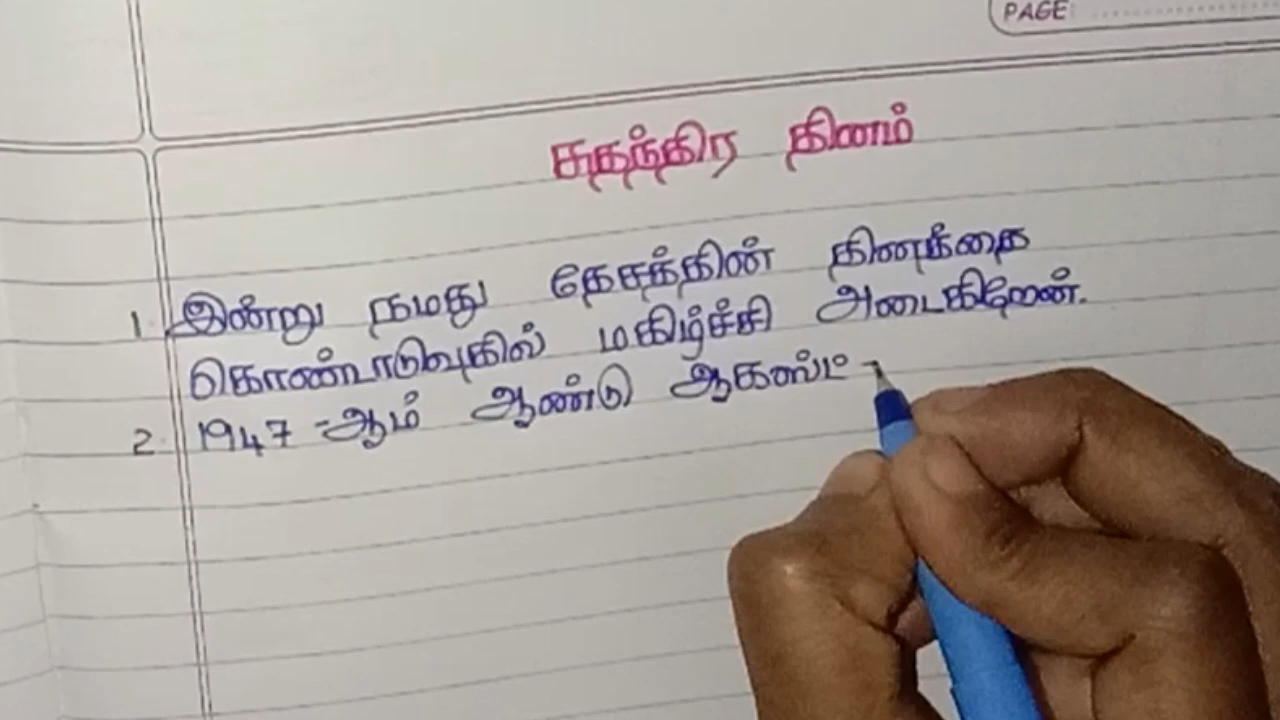 PAGE:
சுதந்திர தினம்
1. இன்று நமது தேசத்தின் தினத்தை
கொண்டாடுவதில் மகிழ்ச்சி அடைகிறேன்.
2. 1947 -ஆம் ஆண்டு ஆகஸ்ட்